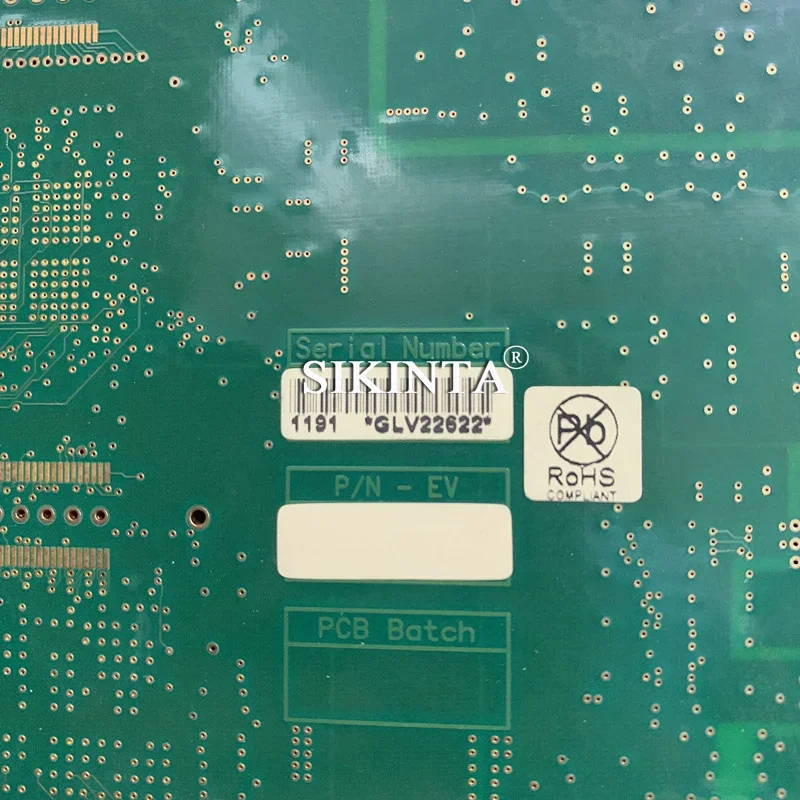 Serial Number
SIKINTA®
1191 *GLV22622*
Pb
RoHS
COMPLIANT
P/N - EV
PCB Batch